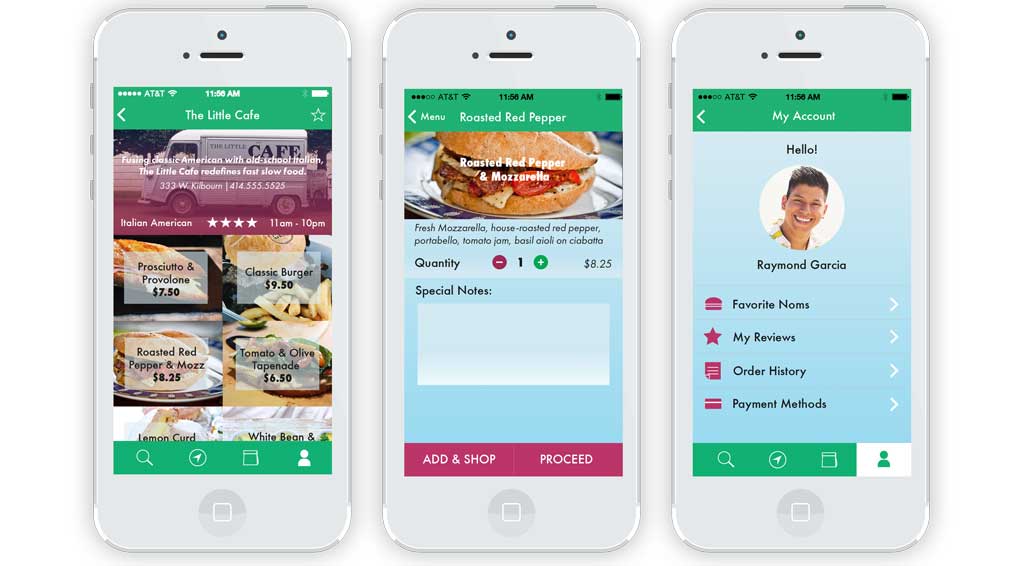 AT&T 11:56 AM
The Little Cafe
THE LITTLE
CAFE
Fusing classic American with old-school Italian,
The Little Cafe redefines fast slow food.
333 W. Kilbourn | 414.555.5525
Italian American 11am - 10pm
Prosciutto &
Provolone
$7.50
Classic Burger
$9.50
Roasted Red
Pepper & Mozz
$8.25
Tomato & Olive
Tapenade
$6.50
Lemon Curd
White Bean &
AT&T 11:56 AM
Menu Roasted Red Pepper
Roasted Red Pepper
& Mozzarella
Fresh Mozzarella, house-roasted red pepper,
portabello, tomato jam, basil aioli on ciabatta
Quantity 1 $8.25
Special Notes:
ADD & SHOP PROCEED
AT&T 11:56 AM
My Account
Hello!
Raymond Garcia
Favorite Noms
My Reviews
Order History
Payment Methods